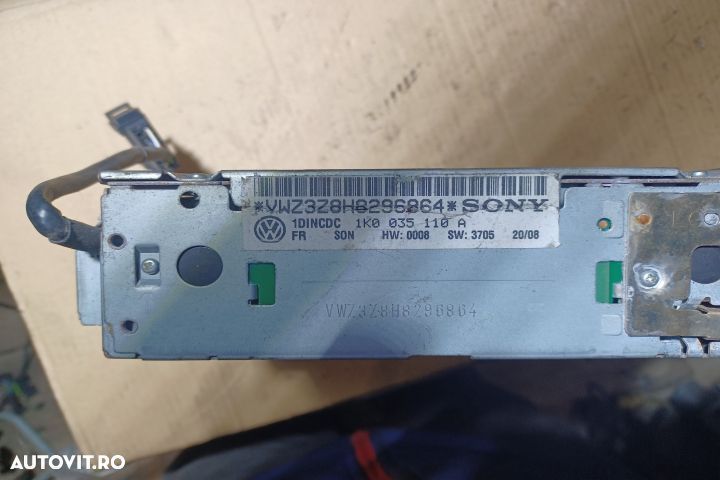 *VWZ3Z8H8296864* SONY
1DINCDC 1K0 035 110 A
FR SON HW: 0008 SW: 3705 20/08
VWZ3Z8H8296864
AUTOVIT.RO